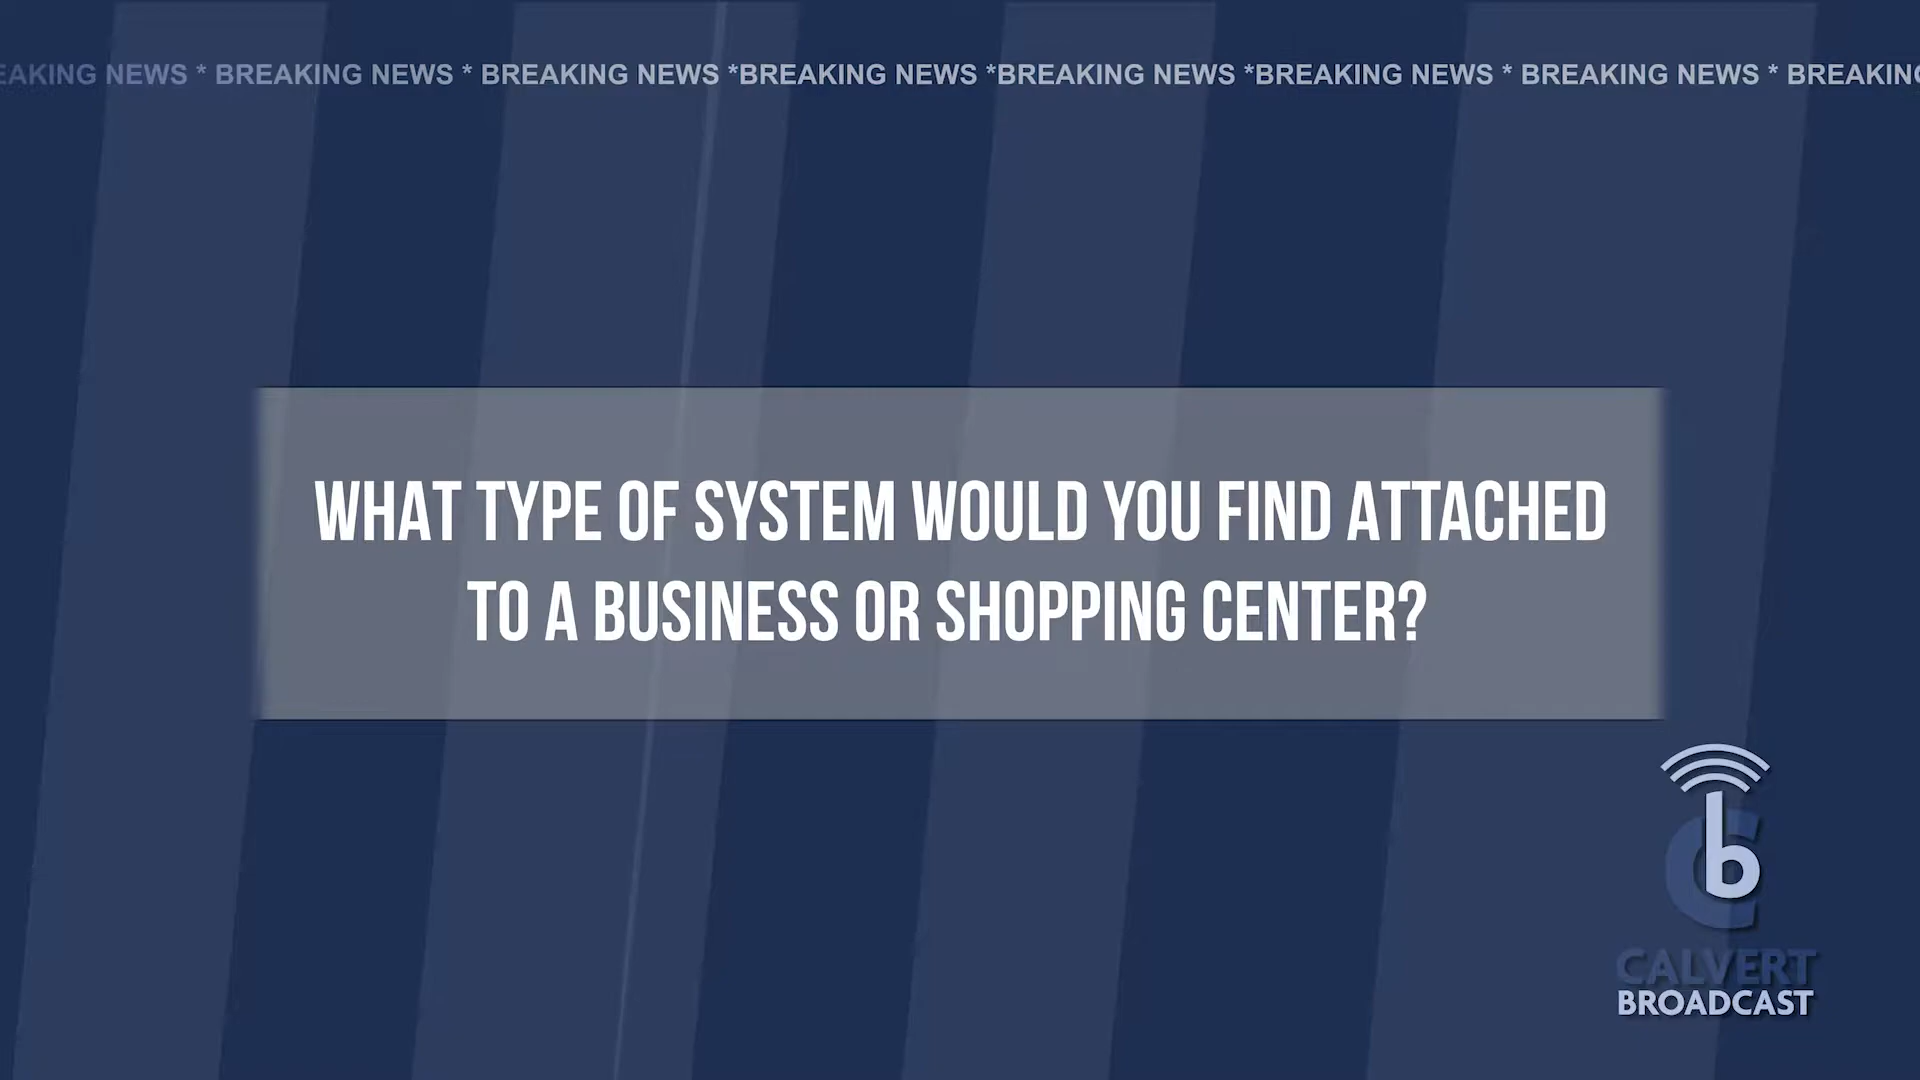 EAKING NEWS * BREAKING NEWS * BREAKING NEWS *BREAKING NEWS *BREAKING NEWS *BREAKING NEWS * BREAKING NEWS * BREAKING
WHAT TYPE OF SYSTEM WOULD YOU FIND ATTACHED
TO A BUSINESS OR SHOPPING CENTER?
cb
CALVERT
BROADCAST